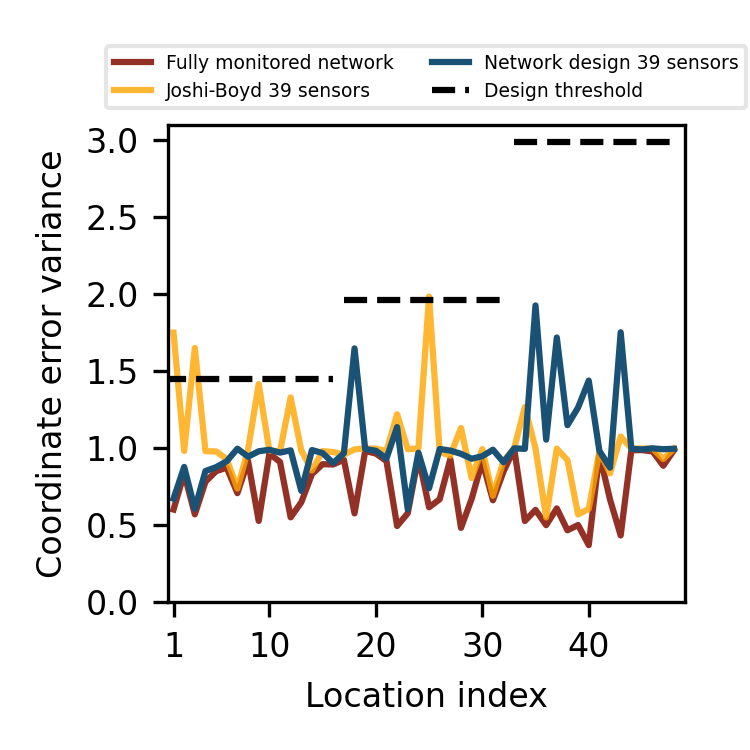 Fully monitored network
Network design 39 sensors
Joshi-Boyd 39 sensors
Design threshold
Coordinate error variance
3.0
2.5
2.0
1.5
1.0
0.5
0.0
1
10
20
30
40
Location index